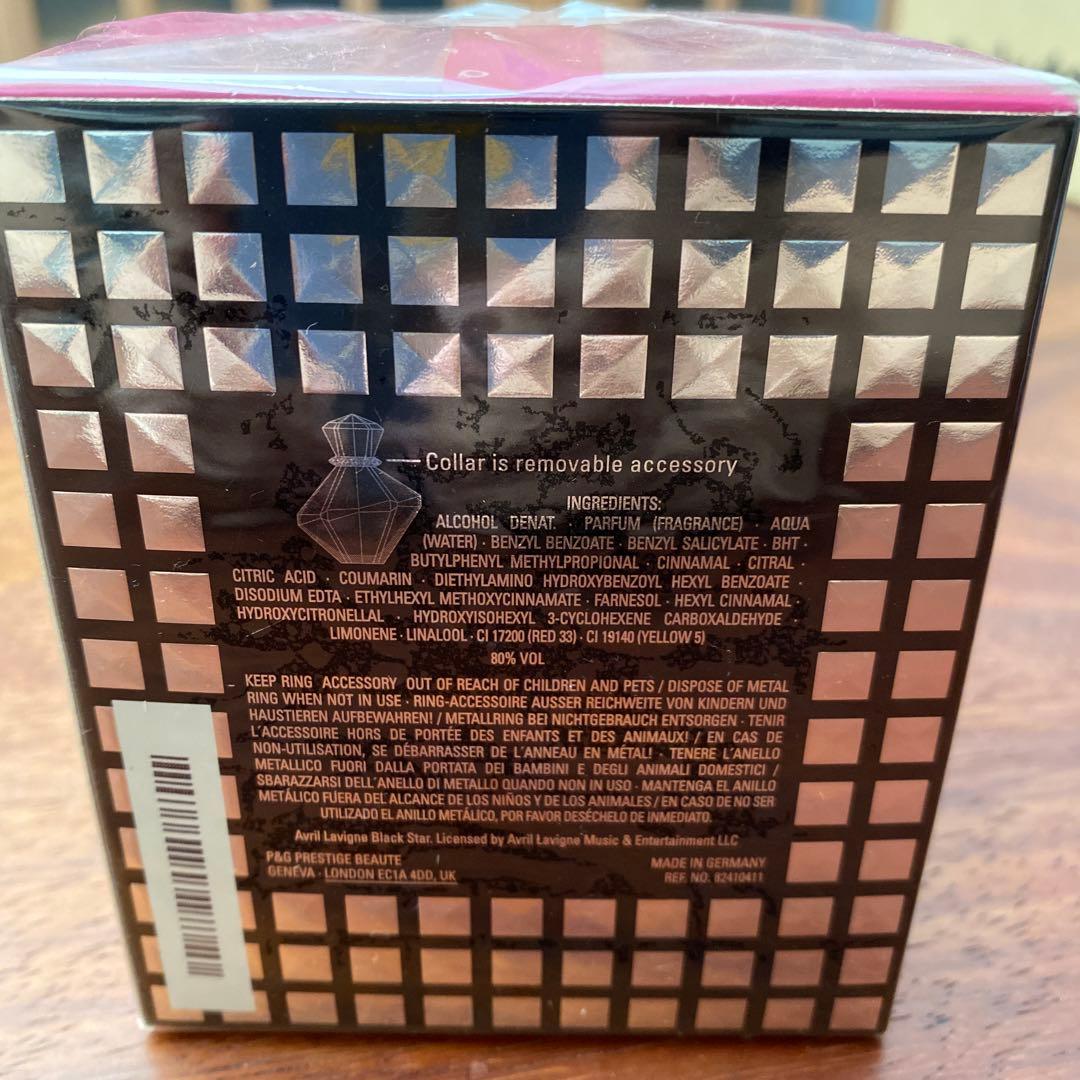 Collar is removable accessory
INGREDIENTS:
ALCOHOL DENAT. · PARFUM (FRAGRANCE) · AQUA
(WATER) · BENZYL BENZOATE · BENZYL SALICYLATE · BHT ·
BUTYLPHENYL METHYLPROPIONAL · CINNAMAL · CITRAL ·
CITRIC ACID · COUMARIN · DIETHYLAMINO HYDROXYBENZOYL HEXYL BENZOATE ·
DISODIUM EDTA · ETHYLHEXYL METHOXYCINNAMATE · FARNESOL · HEXYL CINNAMAL ·
HYDROXYCITRONELLAL · HYDROXYISOHEXYL 3-CYCLOHEXENE CARBOXALDEHYDE ·
LIMONENE · LINALOOL · CI 17200 (RED 33) · CI 19140 (YELLOW 5)
80% VOL
KEEP RING ACCESSORY OUT OF REACH OF CHILDREN AND PETS / DISPOSE OF METAL
RING WHEN NOT IN USE · RING-ACCESSOIRE AUSSER REICHWEITE VON KINDERN UND
HAUSTIEREN AUFBEWAHREN! / METALLRING BEI NICHTGEBRAUCH ENTSORGEN · TENIR
L'ACCESSOIRE HORS DE PORTÉE DES ENFANTS ET DES ANIMAUX! / EN CAS DE
NON-UTILISATION, SE DÉBARRASSER DE L'ANNEAU EN MÉTAL! · TENERE L'ANELLO
METALLICO FUORI DALLA PORTATA DEI BAMBINI E DEGLI ANIMALI DOMESTICI /
SBARAZZARSI DELL'ANELLO DI METALLO QUANDO NON IN USO · MANTENGA EL ANILLO
METÁLICO FUERA DEL ALCANCE DE LOS NIÑOS Y DE LOS ANIMALES / EN CASO DE NO SER
UTILIZADO EL ANILLO METÁLICO, POR FAVOR DESÉCHELO DE INMEDIATO.
Avril Lavigne Black Star. Licensed by Avril Lavigne Music & Entertainment LLC
P&G PRESTIGE BEAUTE
GENEVA · LONDON EC1A 4DD, UK
MADE IN GERMANY
REF. NO. 82410411